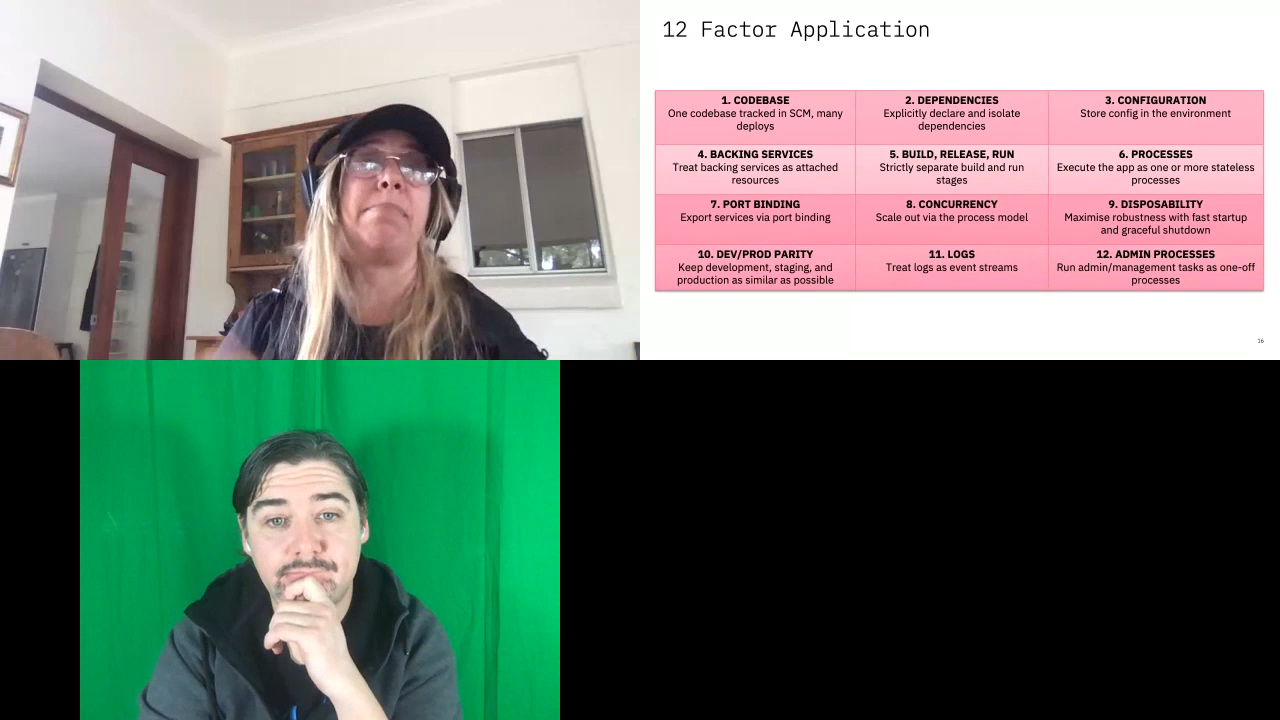 12 Factor Application
1. CODEBASE
One codebase tracked in SCM, many
deploys
2. DEPENDENCIES
Explicitly declare and isolate
dependencies
3. CONFIGURATION
Store config in the environment
4. BACKING SERVICES
Treat backing services as attached
resources
5. BUILD, RELEASE, RUN
Strictly separate build and run
stages
6. PROCESSES
Execute the app as one or more stateless
processes
7. PORT BINDING
Export services via port binding
8. CONCURRENCY
Scale out via the process model
9. DISPOSABILITY
Maximise robustness with fast startup
and graceful shutdown
10. DEV/PROD PARITY
Keep development, staging, and
production as similar as possible
11. LOGS
Treat logs as event streams
12. ADMIN PROCESSES
Run admin/management tasks as one-off
processes
16